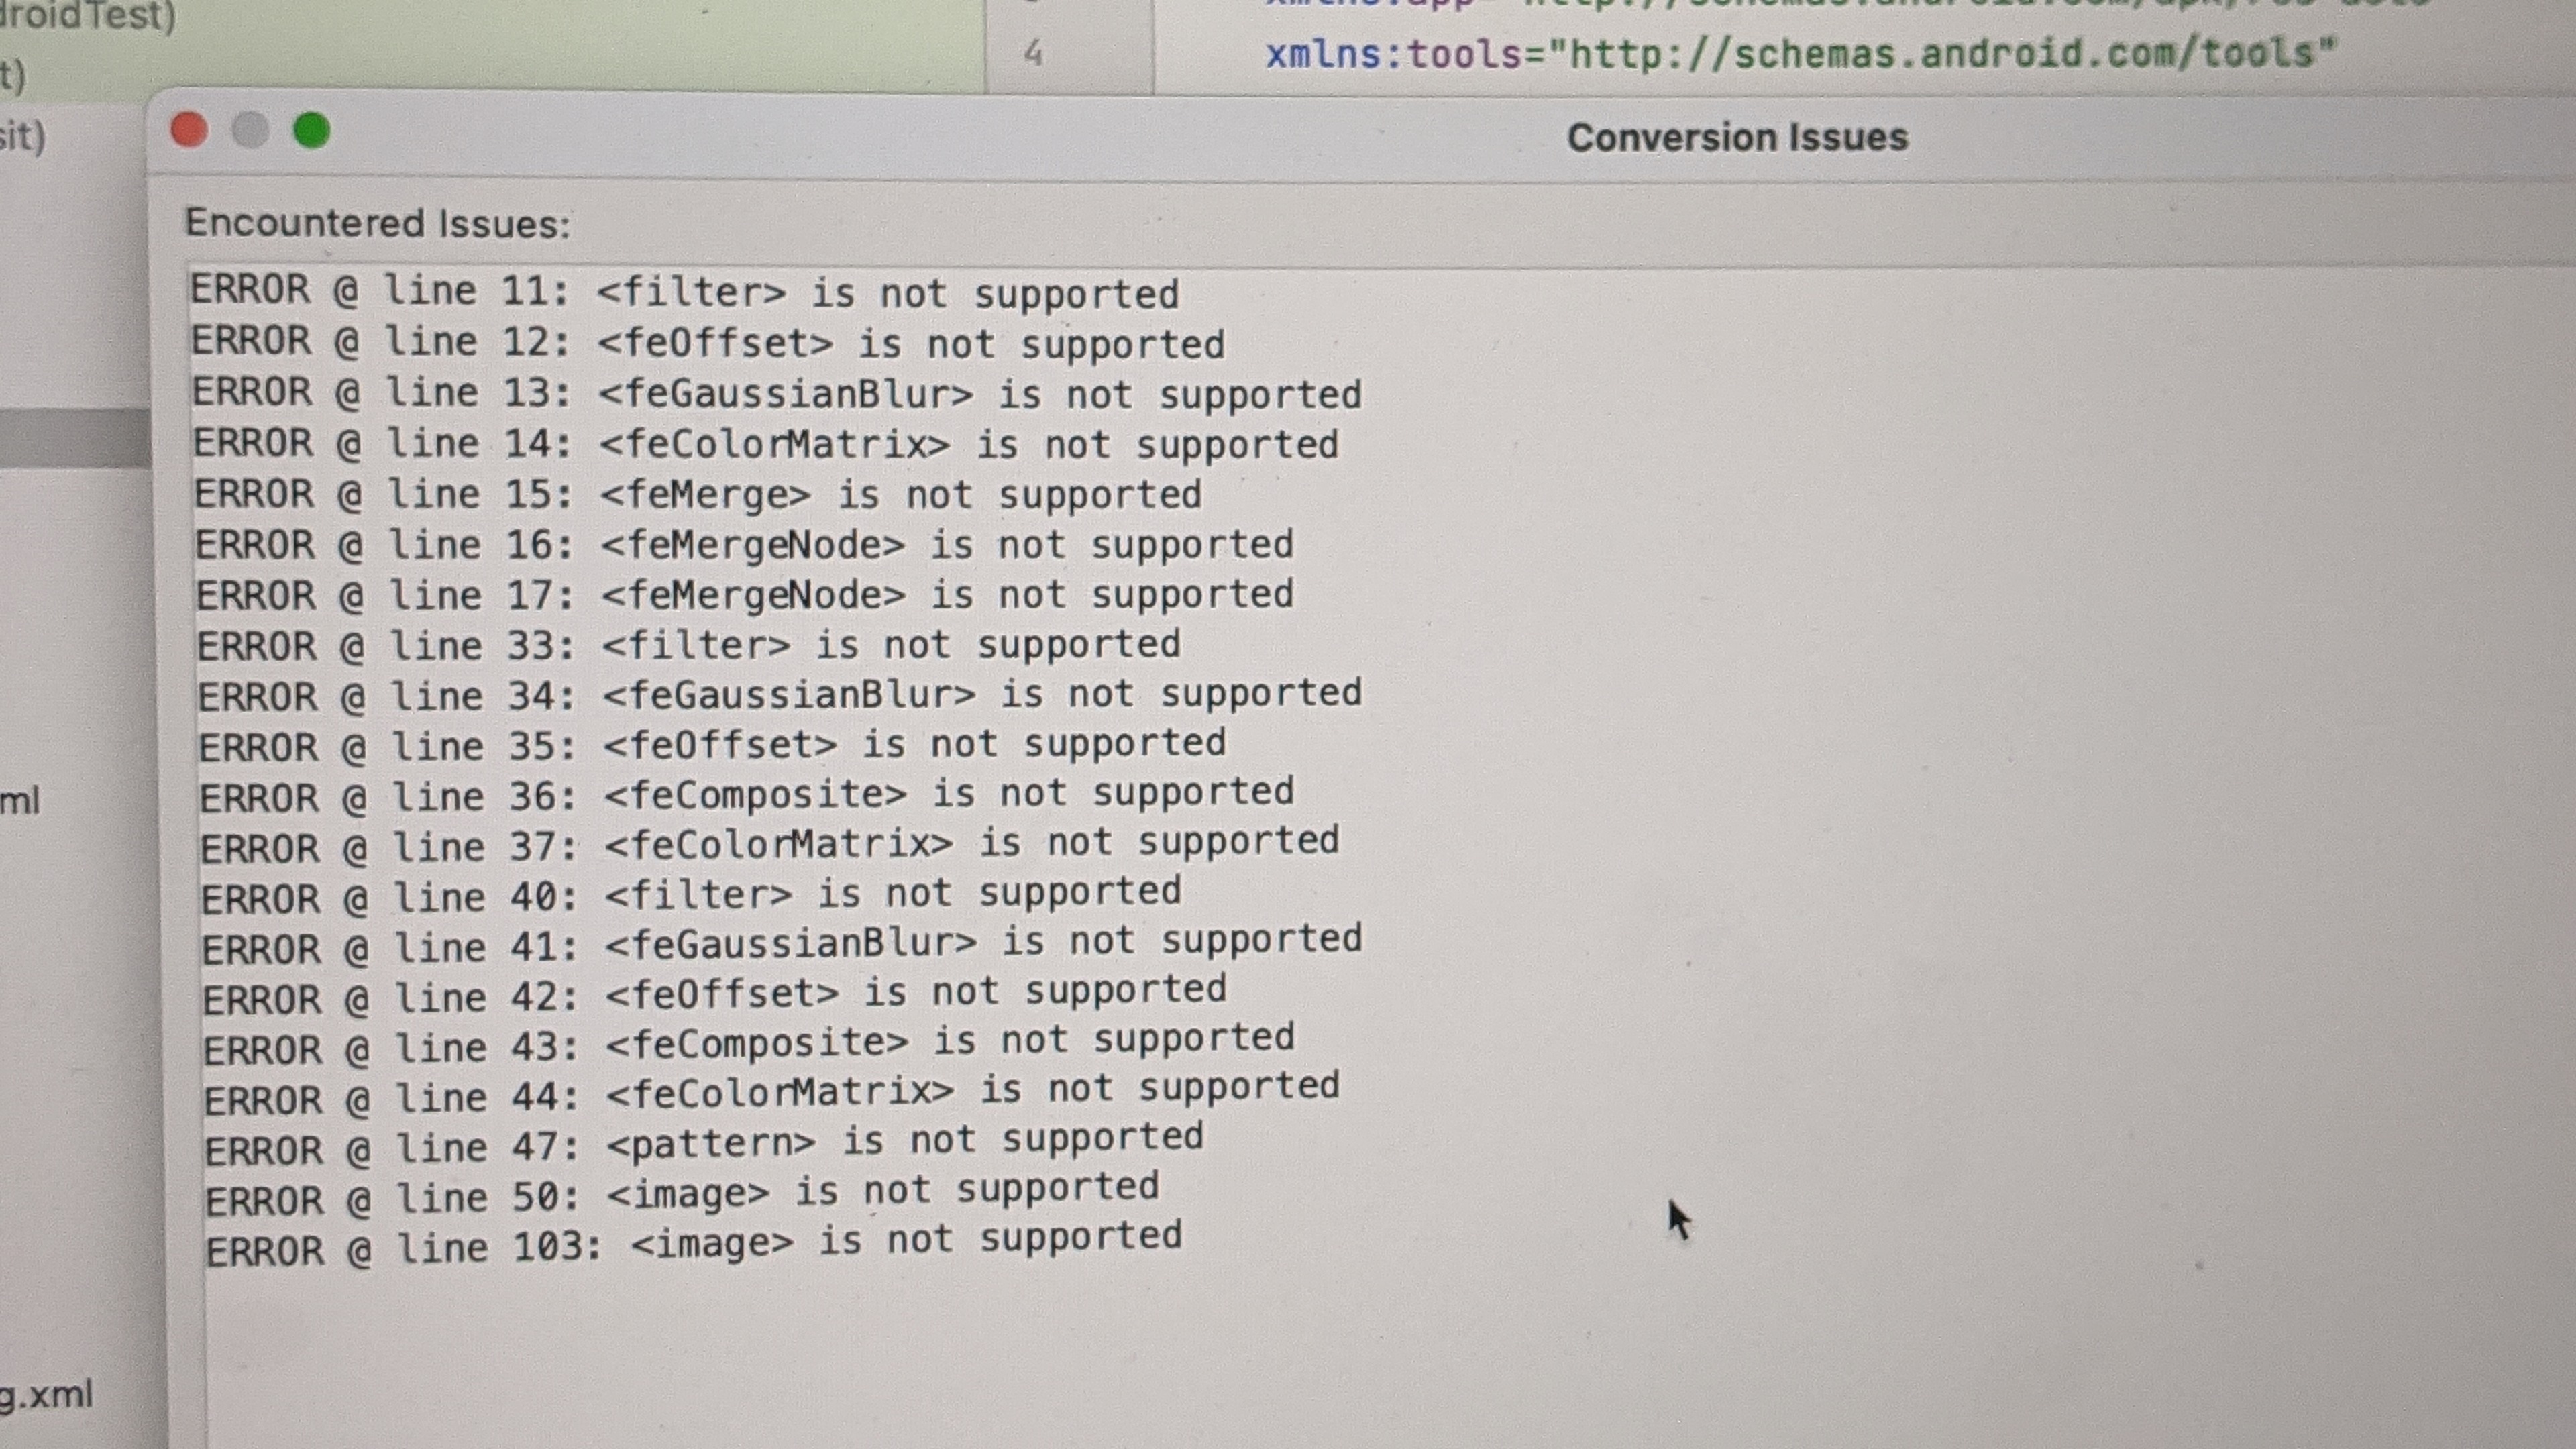 droidTest)
4 xmlns:tools="http://schemas.android.com/tools"
t)
sit)
Conversion Issues
Encountered Issues:
ERROR @ line 11: <filter> is not supported
ERROR @ line 12: <feOffset> is not supported
ERROR @ line 13: <feGaussianBlur> is not supported
ERROR @ line 14: <feColorMatrix> is not supported
ERROR @ line 15: <feMerge> is not supported
ERROR @ line 16: <feMergeNode> is not supported
ERROR @ line 17: <feMergeNode> is not supported
ERROR @ line 33: <filter> is not supported
ERROR @ line 34: <feGaussianBlur> is not supported
ERROR @ line 35: <feOffset> is not supported
ERROR @ line 36: <feComposite> is not supported
ERROR @ line 37: <feColorMatrix> is not supported
ERROR @ line 40: <filter> is not supported
ERROR @ line 41: <feGaussianBlur> is not supported
ERROR @ line 42: <feOffset> is not supported
ERROR @ line 43: <feComposite> is not supported
ERROR @ line 44: <feColorMatrix> is not supported
ERROR @ line 47: <pattern> is not supported
ERROR @ line 50: <image> is not supported
ERROR @ line 103: <image> is not supported
ml
g.xml